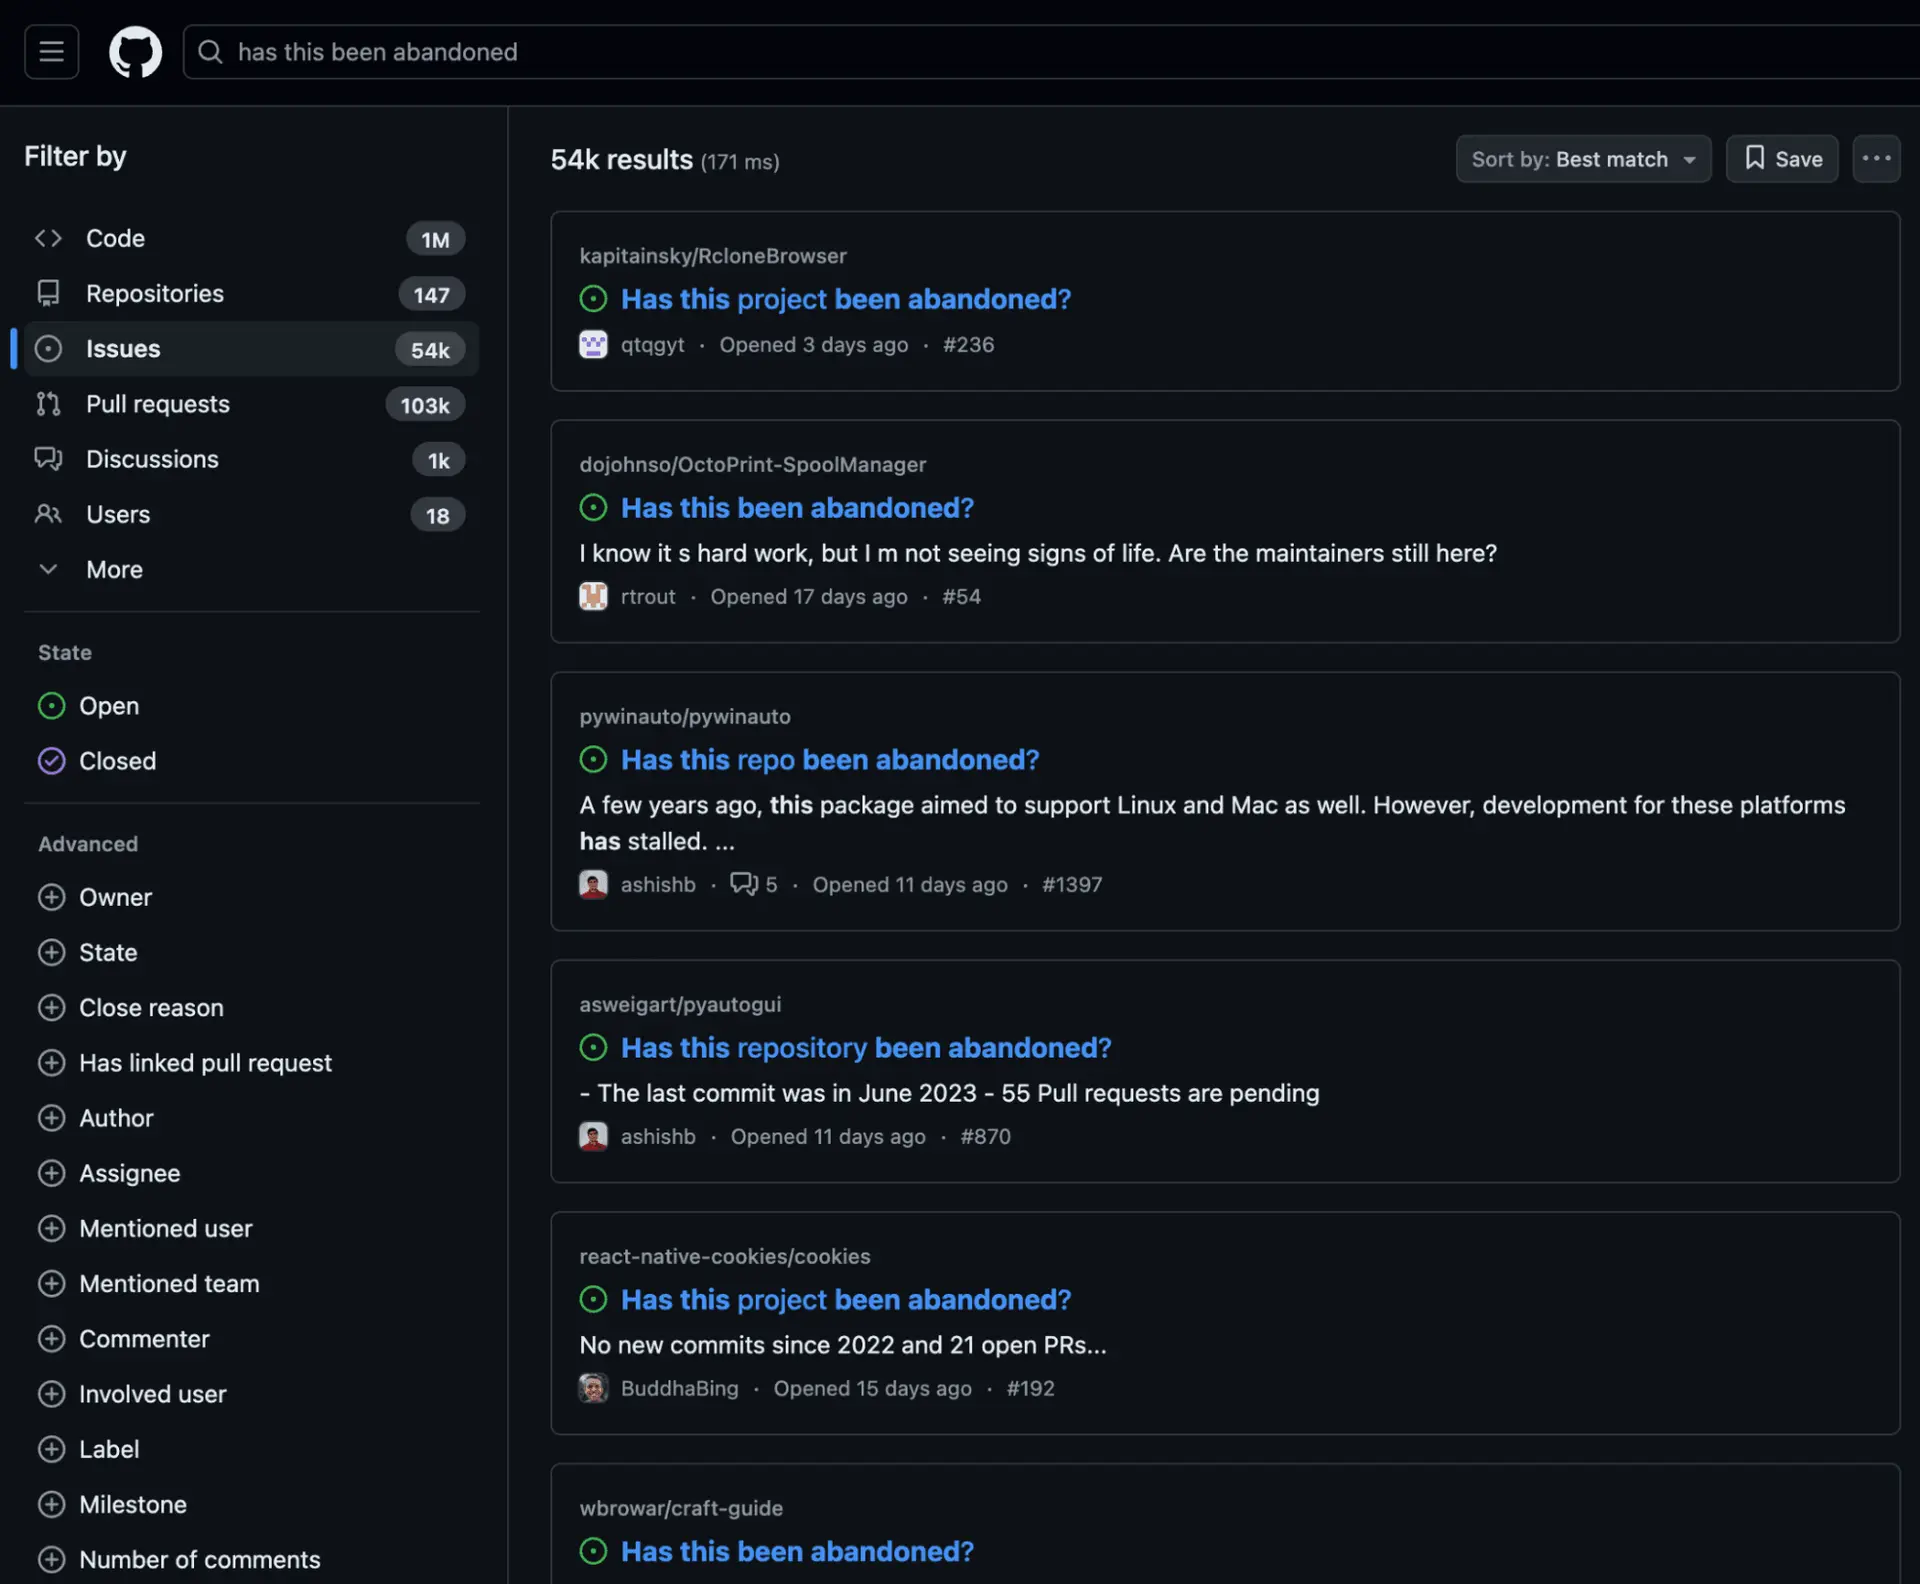 has this been abandoned
Filter by
Code 1M
Repositories 147
Issues 54k
Pull requests 103k
Discussions 1k
Users 18
More
State
Open
Closed
Advanced
Owner
State
Close reason
Has linked pull request
Author
Assignee
Mentioned user
Mentioned team
Commenter
Involved user
Label
Milestone
Number of comments
54k results (171 ms)
Sort by: Best match
Save
kapitainsky/RcloneBrowser
Has this project been abandoned?
qtqgyt · Opened 3 days ago · #236
dojohnso/OctoPrint-SpoolManager
Has this been abandoned?
I know it s hard work, but I m not seeing signs of life. Are the maintainers still here?
rtrout · Opened 17 days ago · #54
pywinauto/pywinauto
Has this repo been abandoned?
A few years ago, this package aimed to support Linux and Mac as well. However, development for these platforms
has stalled. ...
ashishb · 5 · Opened 11 days ago · #1397
asweigart/pyautogui
Has this repository been abandoned?
- The last commit was in June 2023 - 55 Pull requests are pending
ashishb · Opened 11 days ago · #870
react-native-cookies/cookies
Has this project been abandoned?
No new commits since 2022 and 21 open PRs...
BuddhaBing · Opened 15 days ago · #192
wbrowar/craft-guide
Has this been abandoned?